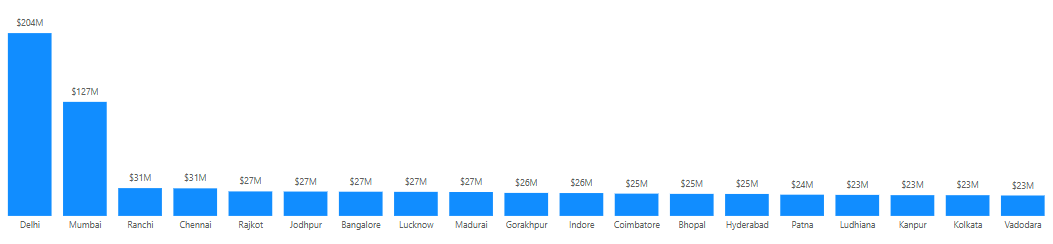 $204M
$127M
$31M $31M
$27M $27M $27M $27M $27M $26M $26M $25M $25M $25M $24M $23M $23M $23M $23M
Delhi Mumbai Ranchi Chennai Rajkot Jodhpur Bangalore Lucknow Madurai Gorakhpur Indore Coimbatore Bhopal Hyderabad Patna Ludhiana Kanpur Kolkata Vadodara